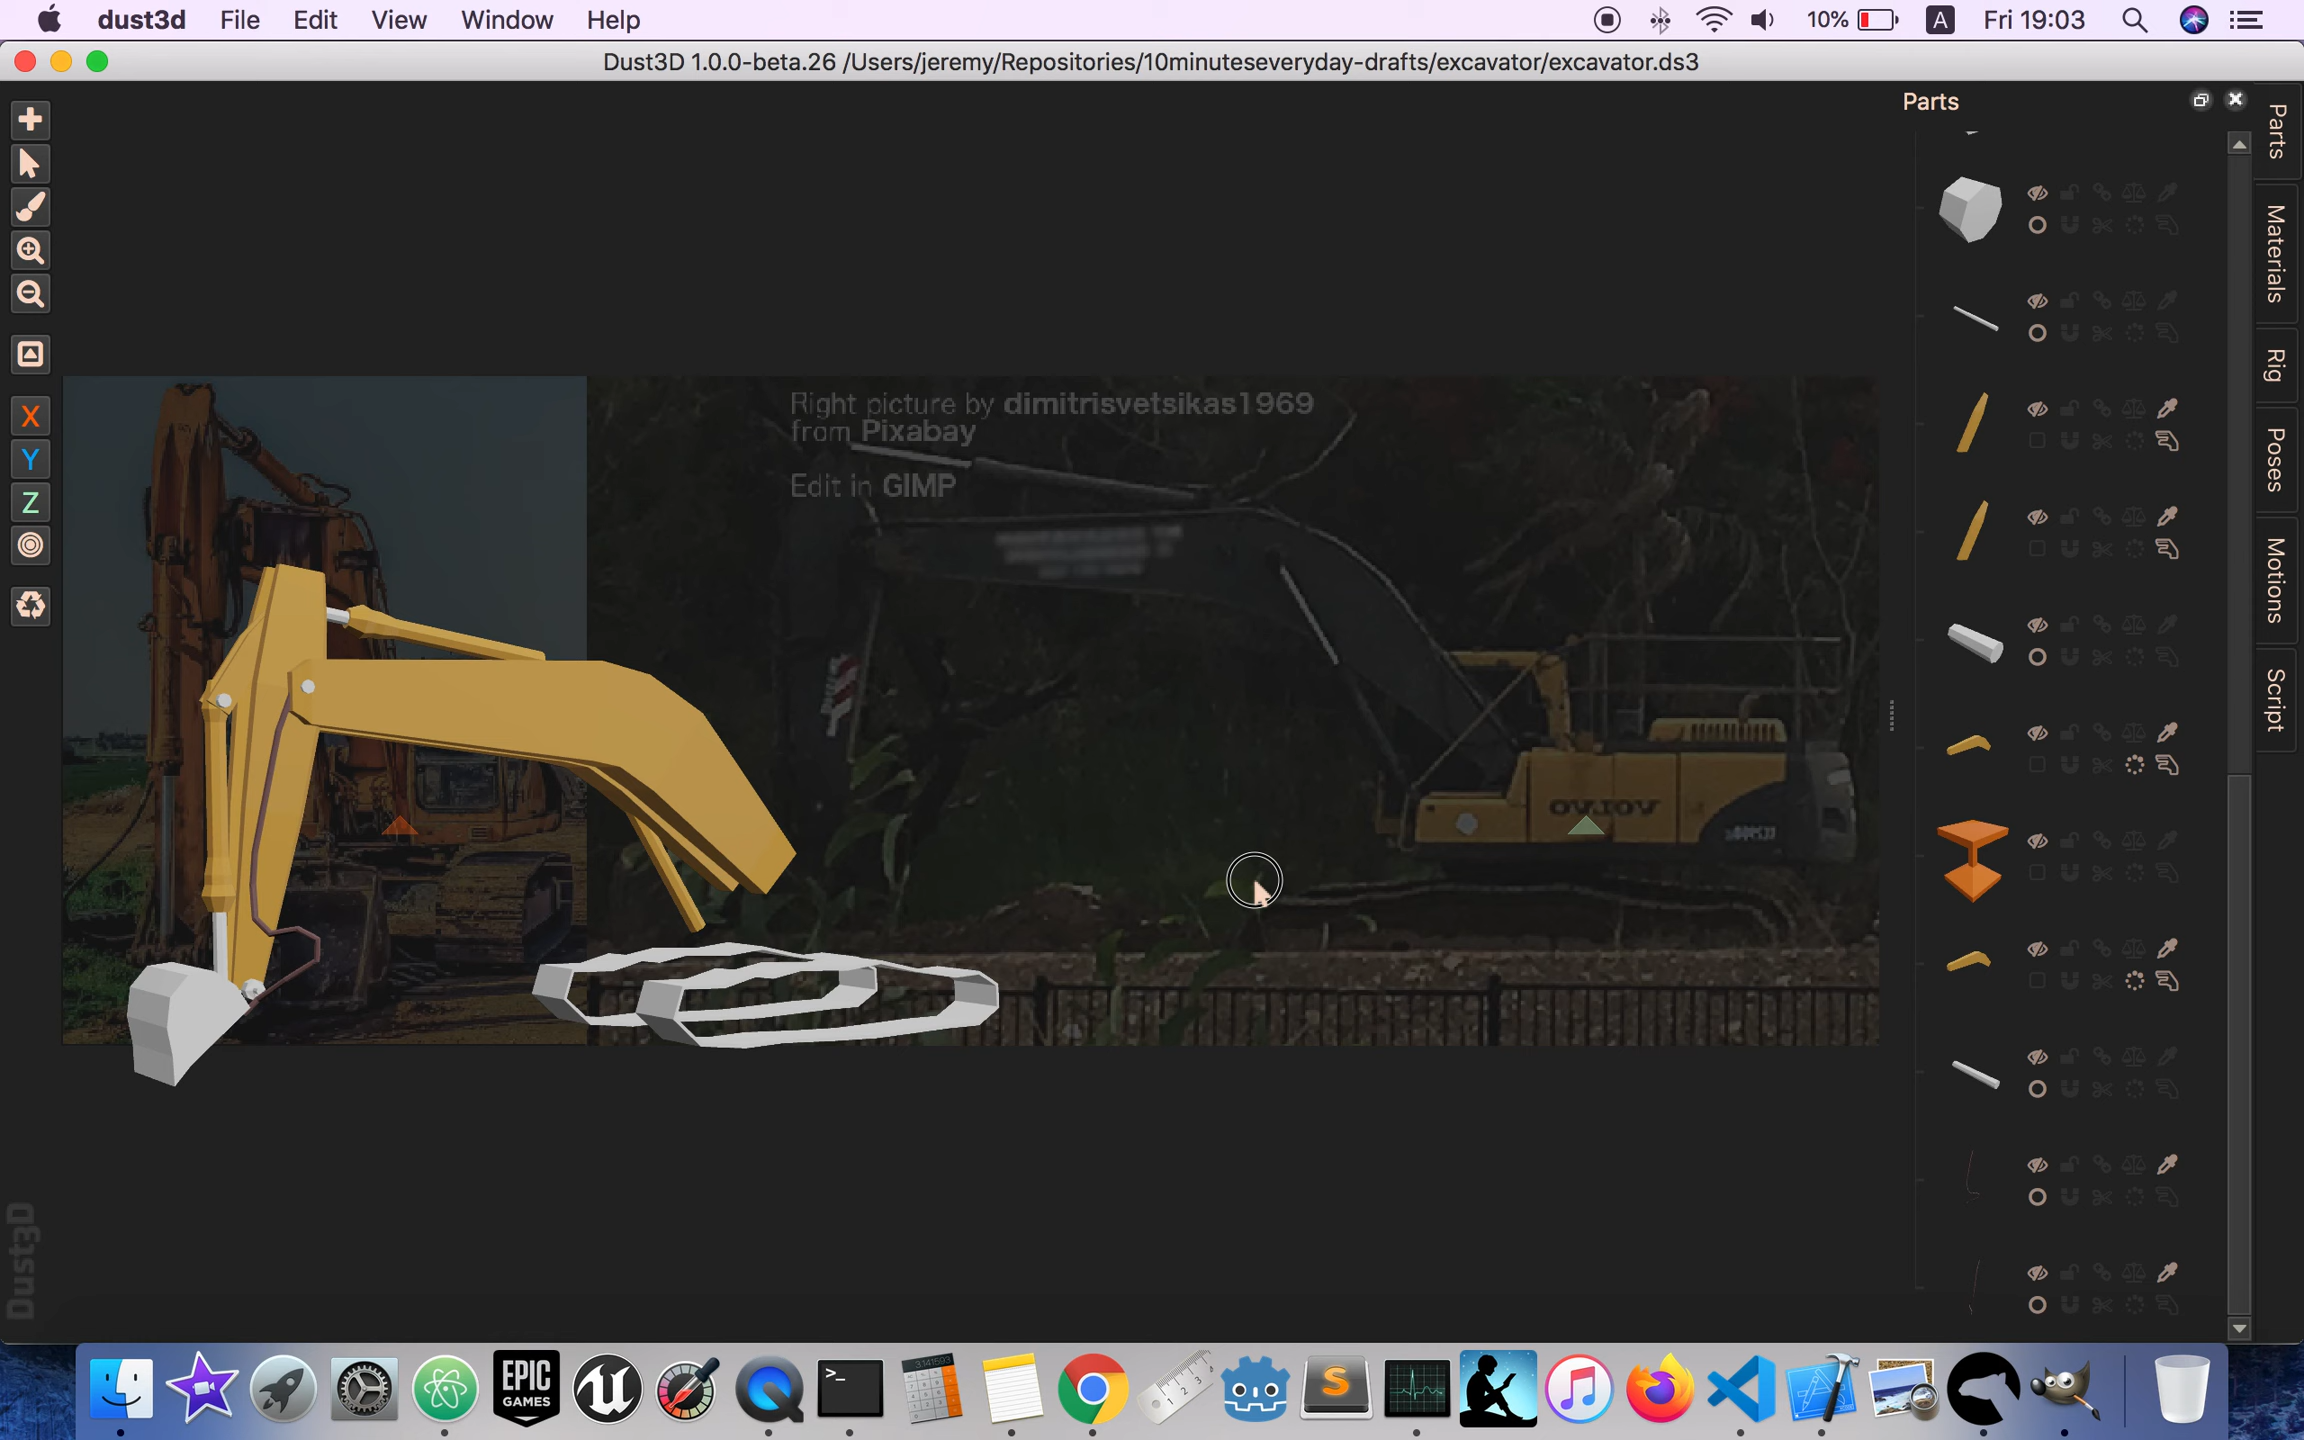 dust3d File Edit View Window Help 10% A Fri 19:03
Dust3D 1.0.0-beta.26 /Users/jeremy/Repositories/10minuteseveryday-drafts/excavator/excavator.ds3
Parts
Parts
Materials
Rig
Poses
Motions
Script
X
Y
Z
Right picture by dimitrisvetsikas1969
from Pixabay
Edit in GIMP
Dust3D
EPIC
GAMES